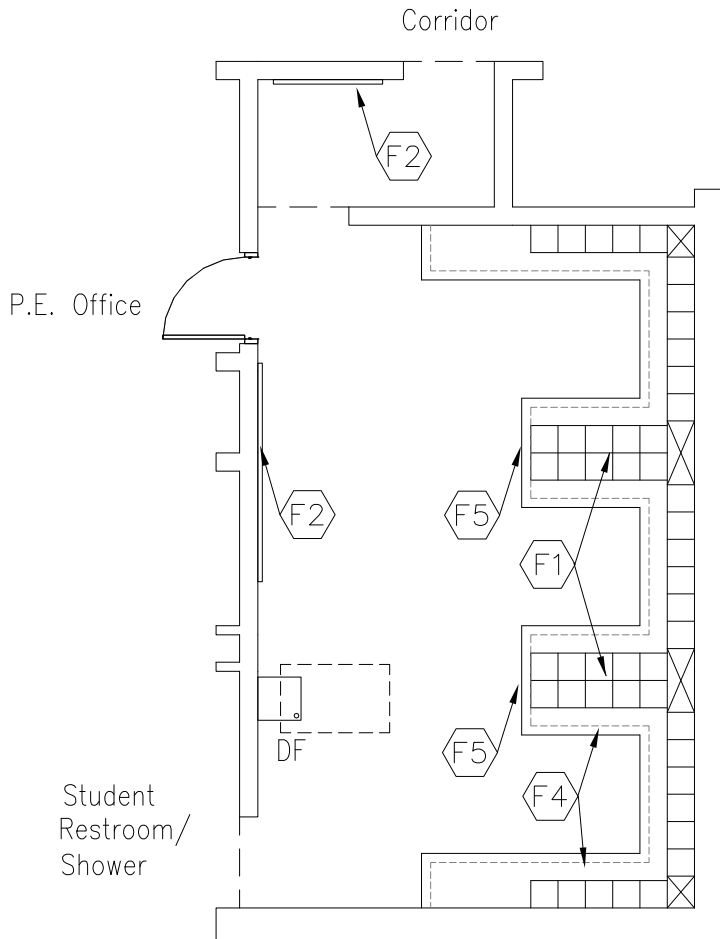 Corridor
F2
P.E. Office
F2
F5
F1
DF
F5
F4
Student
Restroom/
Shower